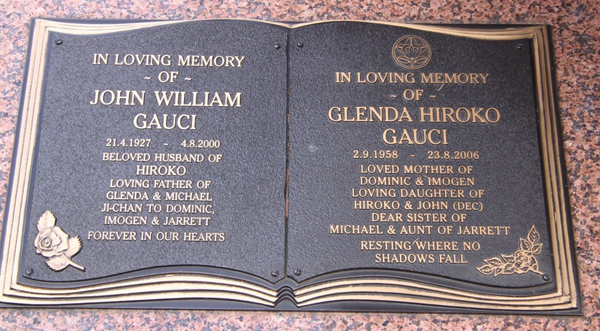 IN LOVING MEMORY
~ OF ~
JOHN WILLIAM
GAUCI
21.4.1927 - 4.8.2000
BELOVED HUSBAND OF
HIROKO
LOVING FATHER OF
GLENDA & MICHAEL
JI-CHAN TO DOMINIC,
IMOGEN & JARRETT
FOREVER IN OUR HEARTS
IN LOVING MEMORY
~ OF ~
GLENDA HIROKO
GAUCI
2.9.1958 - 23.8.2006
LOVED MOTHER OF
DOMINIC & IMOGEN
LOVING DAUGHTER OF
HIROKO & JOHN (DEC)
DEAR SISTER OF
MICHAEL & AUNT OF JARRETT
RESTING WHERE NO
SHADOWS FALL